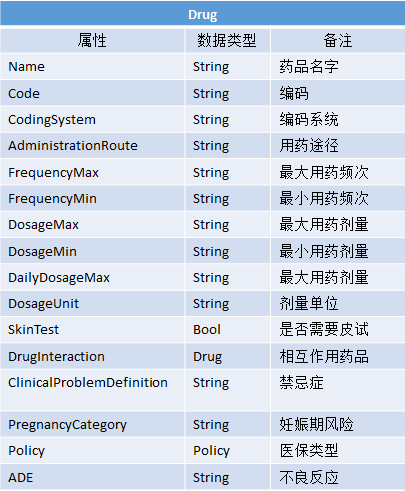 Drug
属性 数据类型 备注
Name String 药品名字
Code String 编码
CodingSystem String 编码系统
AdministrationRoute String 用药途径
FrequencyMax String 最大用药频次
FrequencyMin String 最小用药频次
DosageMax String 最大用药剂量
DosageMin String 最小用药剂量
DailyDosageMax String 最大用药剂量
DosageUnit String 剂量单位
SkinTest Bool 是否需要皮试
DrugInteraction Drug 相互作用药品
ClinicalProblemDefinition String 禁忌症
PregnancyCategory String 妊娠期风险
Policy Policy 医保类型
ADE String 不良反应